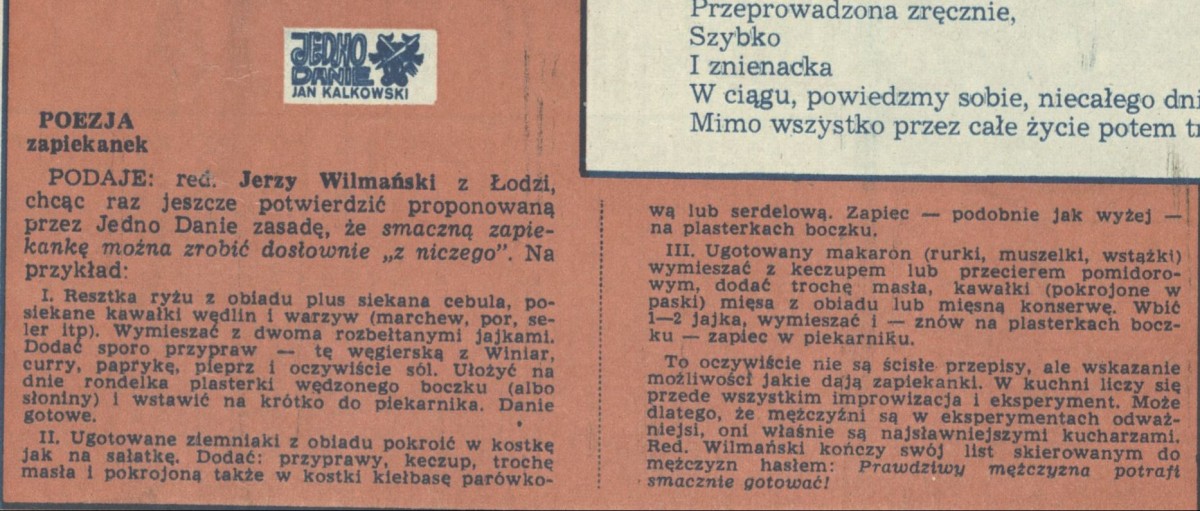 JEDNO
DANIE
JAN KALKOWSKI
POEZJA
zapiekanek
PODAJE: red. Jerzy Wilmański z Łodzi,
chcąc raz jeszcze potwierdzić proponowaną
przez Jedno Danie zasadę, że smaczną zapie-
kankę można zrobić dosłownie „z niczego”. Na
przykład:
I. Resztka ryżu z obiadu plus siekana cebula, po-
siekane kawałki wędlin i warzyw (marchew, por, se-
ler itp). Wymieszać z dwoma rozbełtanymi jajkami.
Dodać sporo przypraw — tę węgierską z Winiar,
curry, paprykę, pieprz i oczywiście sól. Ułożyć na
dnie rondelka plasterki wędzonego boczku (albo
słoniny) i wstawić na krótko do piekarnika. Danie
gotowe.
II. Ugotowane ziemniaki z obiadu pokroić w kostkę
jak na sałatkę. Dodać: przyprawy, keczup, trochę
masła i pokrojoną także w kostki kiełbasę parówko-
wą lub serdelową. Zapiec — podobnie jak wyżej —
na plasterkach boczku.
III. Ugotowany makaron (rurki, muszelki, wstążki)
wymieszać z keczupem lub przecierem pomidoro-
wym, dodać trochę masła, kawałki (pokrojone w
paski) mięsa z obiadu lub mięsną konserwę. Wbić
1—2 jajka, wymieszać i — znów na plasterkach bocz-
ku — zapiec w piekarniku.
To oczywiście nie są ścisłe przepisy, ale wskazanie
możliwości jakie dają zapiekanki. W kuchni liczy się
przede wszystkim improwizacja i eksperyment. Może
dlatego, że mężczyźni są w eksperymentach odważ-
niejsi, oni właśnie są najsławniejszymi kucharzami.
Red. Wilmański kończy swój list skierowany do
mężczyzn hasłem: Prawdziwy mężczyzna potrafi
smacznie gotować!
Przeprowadzona zręcznie,
Szybko
I znienacka
W ciągu, powiedzmy sobie, niecałego dni
Mimo wszystko przez całe życie potem